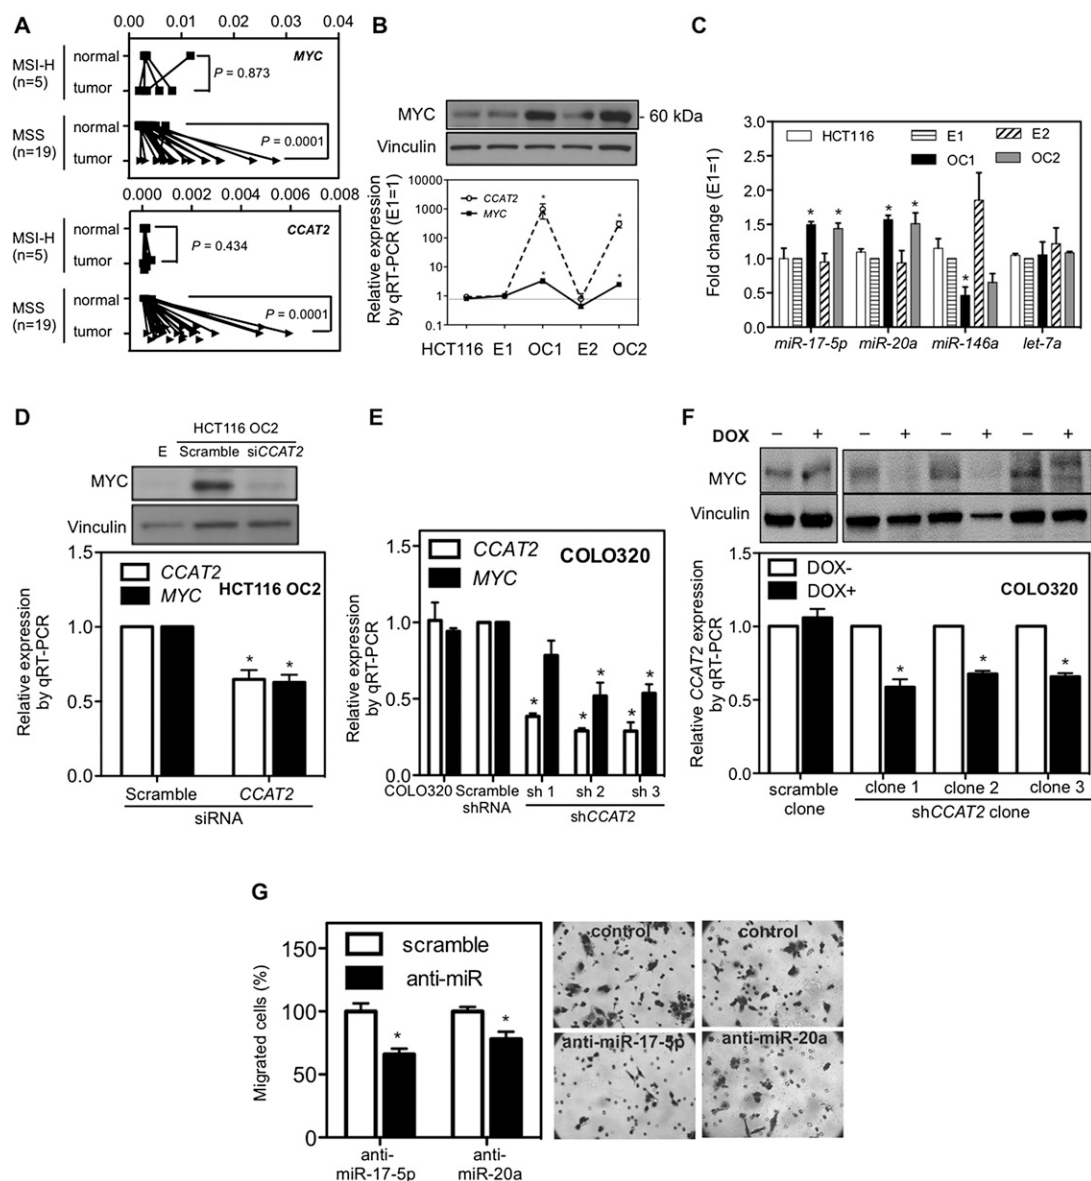 A
0.00 0.01 0.02 0.03 0.04
MSI-H
(n=5)
normal
tumor
MYC
P = 0.873
MSS
(n=19)
normal
tumor
P = 0.0001
0.000 0.002 0.004 0.006 0.008
MSI-H
(n=5)
normal
tumor
CCAT2
P = 0.434
MSS
(n=19)
normal
tumor
P = 0.0001
B
MYC
- 60 kDa
Vinculin
Relative expression
by qRT-PCR (E1=1)
10000
1000
100
10
1
0.1
CCAT2
MYC
* * * *
HCT116 E1 OC1 E2 OC2
C
Fold change (E1=1)
3.0
2.5
2.0
1.5
1.0
0.5
0.0
HCT116 E1 E2
OC1 OC2
* * * * *
miR-17-5p miR-20a miR-146a let-7a
D
HCT116 OC2
E Scramble siCCAT2
MYC
Vinculin
Relative expression
by qRT-PCR
1.5
1.0
0.5
0.0
CCAT2
MYC
HCT116 OC2
* *
Scramble CCAT2
siRNA
E
Relative expression
by qRT-PCR
1.5
1.0
0.5
0.0
CCAT2
MYC
COLO320
* * * * *
COLO320 Scramble sh 1 sh 2 sh 3
shRNA
shCCAT2
F
DOX – + – + – + – +
MYC
Vinculin
Relative CCAT2 expression
by qRT-PCR
1.5
1.0
0.5
0.0
DOX-
DOX+
COLO320
* * *
scramble clone 1 clone 2 clone 3
clone
shCCAT2 clone
G
Migrated cells (%)
150
100
50
0
scramble
anti-miR
* *
anti- anti-
miR-17-5p miR-20a
control control
anti-miR-17-5p anti-miR-20a